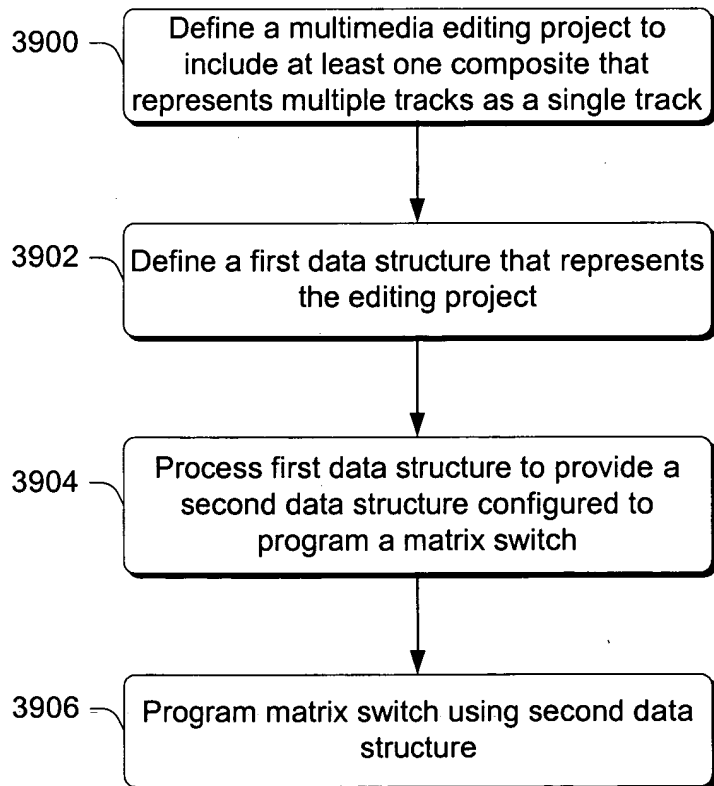 3900
Define a multimedia editing project to
include at least one composite that
represents multiple tracks as a single track
3902
Define a first data structure that represents
the editing project
3904
Process first data structure to provide a
second data structure configured to
program a matrix switch
3906
Program matrix switch using second data
structure